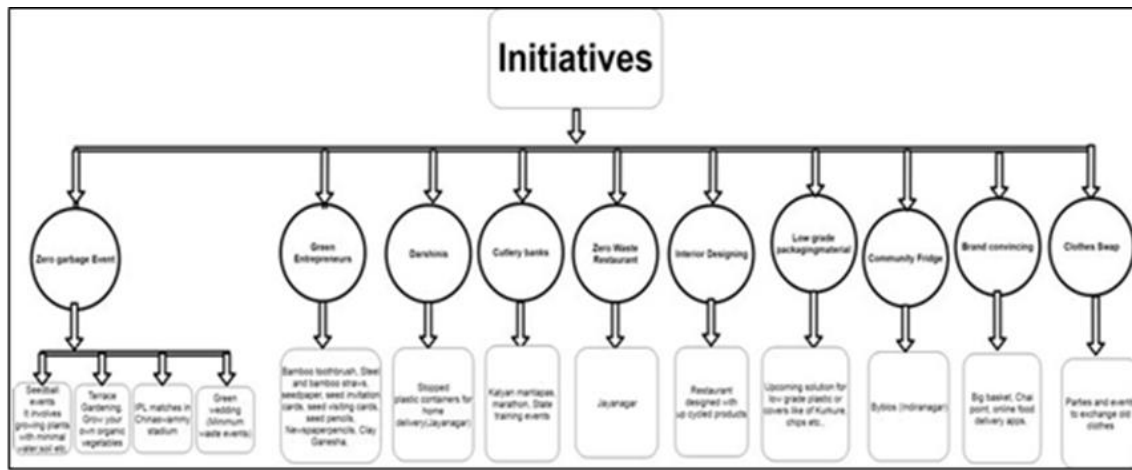 Initiatives
Zero garbage Event
Green
Entrepreneurs
Darshinis
Cutlery banks
Zero Waste
Restaurant
Interior Designing
Low grade
packagingmaterial
Community Fridge
Brand convincing
Clothes Swap
Seedball
events
it involves
growing plants
with minimal
water,soil etc.
Terrace
Gardening.
Grow your
own organic
vegetables
IPL matches in
Chinaswammy
stadium
Green
wedding
(Minimum
waste events)
Bamboo toothbrush, Steel
and bamboo straws,
seedpaper, seed invitation
cards, seed visiting cards,
seed pencils,
Newspaperpencils, Clay
Ganesha.
Stopped
plastic containers for
home
delivery(Jayanagar)
Kalyan mantapas,
marathon, State
training events
Jayanagar
Restaurant
designed with
up cycled products
Upcoming solution for
low grade plastic or
covers like of Kurkure,
chips etc..
Byblos (Indiranagar)
Big basket, Chai
point, online food
delivery apps.
Parties and events
to exchange old
clothes